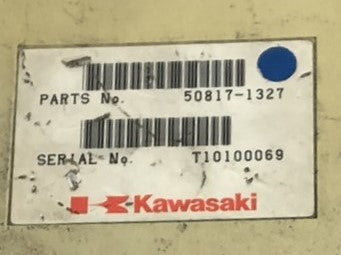 PARTS No. 50817-1327
SERIAL No. T10100069
Kawasaki